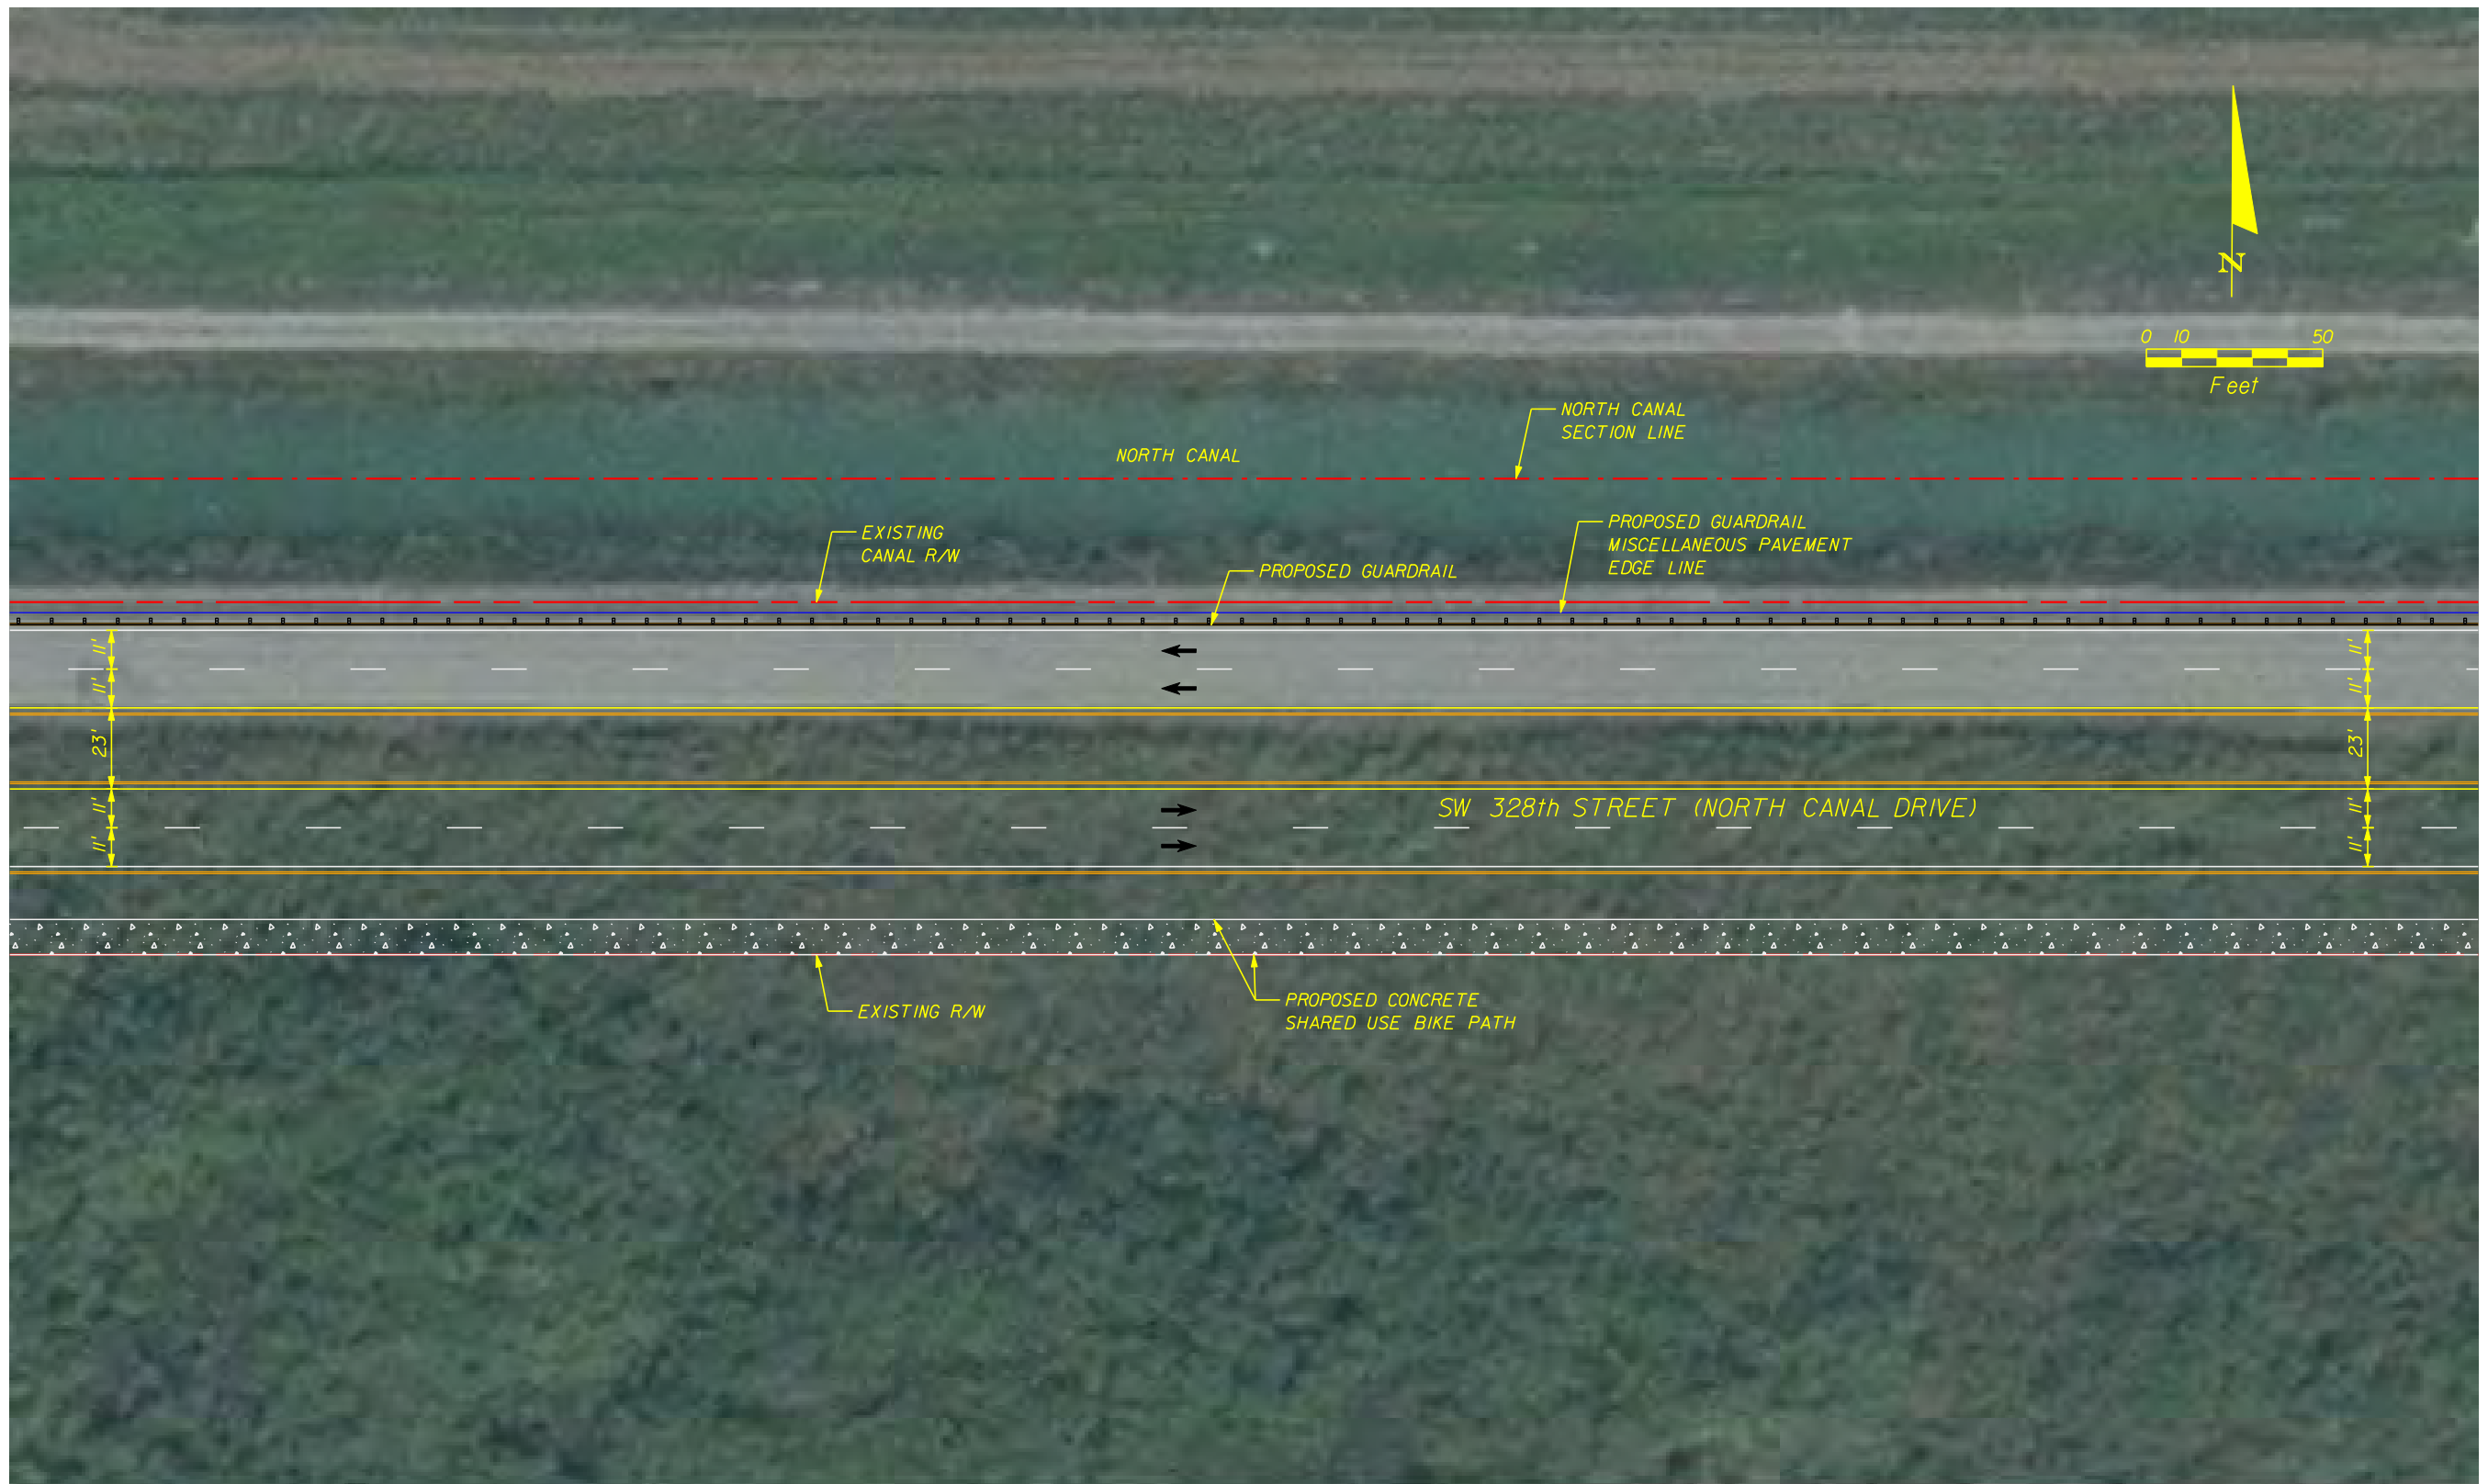 N
0 10 50
Feet
NORTH CANAL
SECTION LINE
NORTH CANAL
EXISTING
CANAL R/W
PROPOSED GUARDRAIL
MISCELLANEOUS PAVEMENT
EDGE LINE
PROPOSED GUARDRAIL
11'
11'
23'
11'
11'
11'
11'
23'
11'
11'
SW 328th STREET (NORTH CANAL DRIVE)
EXISTING R/W
PROPOSED CONCRETE
SHARED USE BIKE PATH